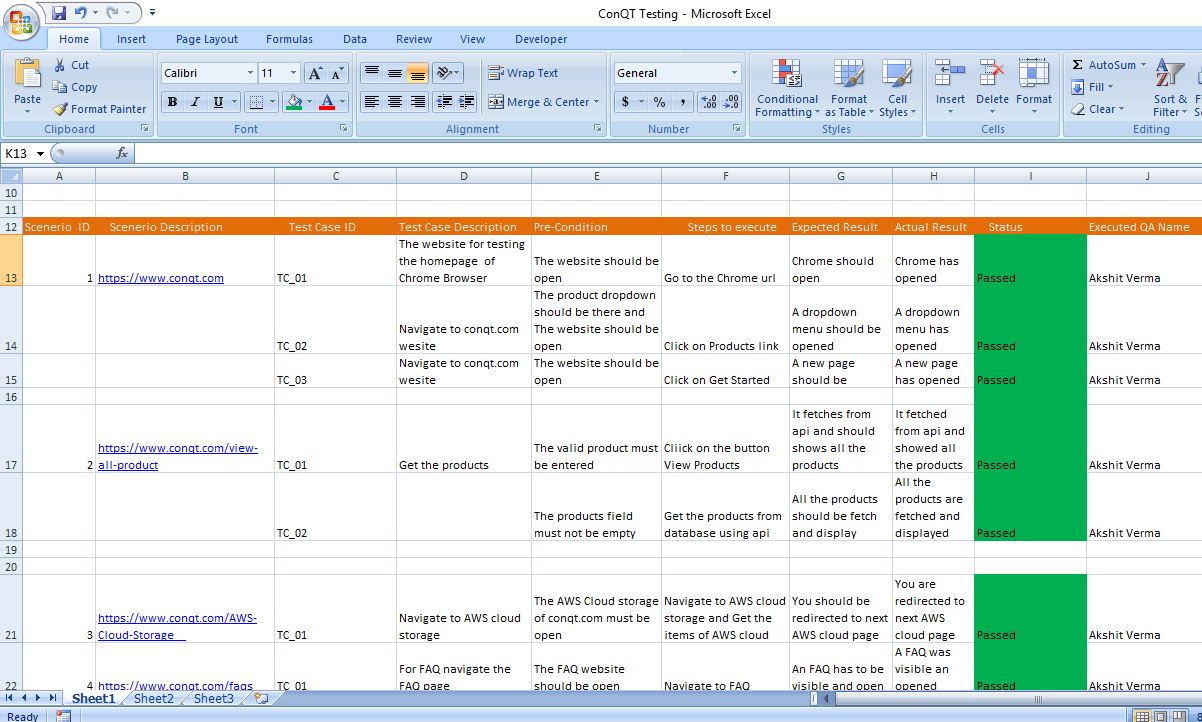 ConQT Testing - Microsoft Excel
Home Insert Page Layout Formulas Data Review View Developer
Paste
Cut
Copy
Format Painter
Clipboard
Calibri 11
B I U
Font
Wrap Text
Merge & Center
Alignment
General
$ % ,
Number
Conditional Formatting
Format as Table
Cell Styles
Styles
Insert Delete Format
Cells
Σ AutoSum
Fill
Clear
Sort &
Filter
Editing
K13 fx
A B C D E F G H I J
10
11
12 Scenerio ID Scenerio Description Test Case ID Test Case Description Pre-Condition Steps to execute Expected Result Actual Result Status Executed QA Name
13
1
https://www.conqt.com
TC_01
The website for testing
the homepage of
Chrome Browser
The website should be
open
Go to the Chrome url
Chrome should
open
Chrome has
opened
Passed
Akshit Verma
14
TC_02
Navigate to conqt.com
wesite
The product dropdown
should be there and
The website should be
open
Click on Products link
A dropdown
menu should be
opened
A dropdown
menu has
opened
Passed
Akshit Verma
15
TC_03
Navigate to conqt.com
wesite
The website should be
open
Click on Get Started
A new page
should be
A new page
has opened
Passed
Akshit Verma
16
17
2
https://www.conqt.com/view-
all-product
TC_01
Get the products
The valid product must
be entered
Cliick on the button
View Products
It fetches from
api and should
shows all the
products
It fetched
from api and
showed all
the products
Passed
Akshit Verma
18
TC_02
The products field
must not be empty
Get the products from
database using api
All the products
should be fetch
and display
All the
products are
fetched and
displayed
Passed
Akshit Verma
19
20
21
3
https://www.conqt.com/AWS-
Cloud-Storage
TC_01
Navigate to AWS cloud
storage
The AWS Cloud storage
of conqt.com must be
open
Navigate to AWS cloud
storage and Get the
items of AWS cloud
You should be
redirected to next
AWS cloud page
You are
redirected to
next AWS
cloud page
Passed
Akshit Verma
22
4
https://www.conqt.com/faqs
TC_01
For FAQ navigate the
FAQ page
The FAQ website
should be open
Navigate to FAQ
An FAQ has to be
visible and open
A FAQ was
visible an
opened
Passed
Akshit Verma
Sheet1 Sheet2 Sheet3
Ready